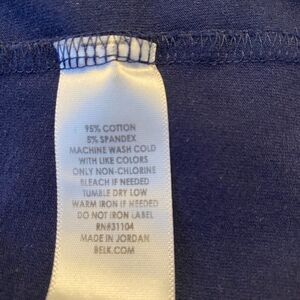 95% COTTON
5% SPANDEX
MACHINE WASH COLD
WITH LIKE COLORS
ONLY NON-CHLORINE
BLEACH IF NEEDED
TUMBLE DRY LOW
WARM IRON IF NEEDED
DO NOT IRON LABEL
RN#31104
MADE IN JORDAN
BELK.COM